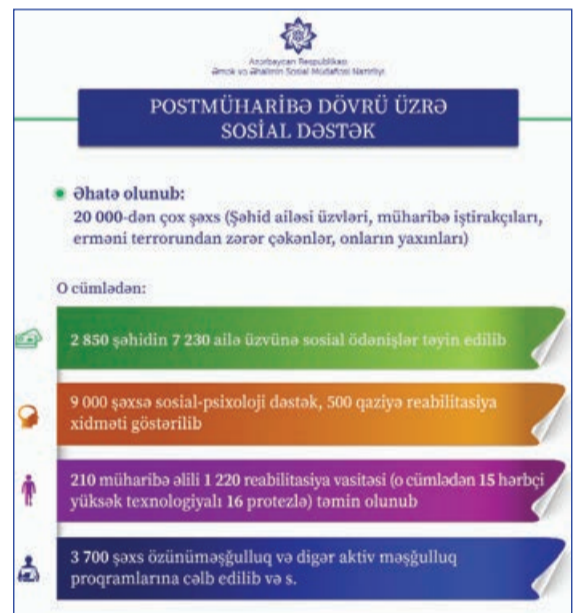 Azərbaycan Respublikası
Əmək və Əhalinin Sosial Müdafiəsi Nazirliyi
POSTMÜHARİBƏ DÖVRÜ ÜZRƏ
SOSİAL DƏSTƏK
Əhatə olunub:
20 000-dən çox şəxs (Şəhid ailəsi üzvləri, müharibə iştirakçıları,
erməni terrorundan zərər çəkənlər, onların yaxınları)
O cümlədən:
2 850 şəhidin 7 230 ailə üzvünə sosial ödənişlər təyin edilib
9 000 şəxsə sosial-psixoloji dəstək, 500 qaziyə reabilitasiya
xidməti göstərilib
210 müharibə əlili 1 220 reabilitasiya vasitəsi (o cümlədən 15 hərbçi
yüksək texnologiyalı 16 protezlə) təmin olunub
3 700 şəxs özünüməşğulluq və digər aktiv məşğulluq
proqramlarına cəlb edilib və s.